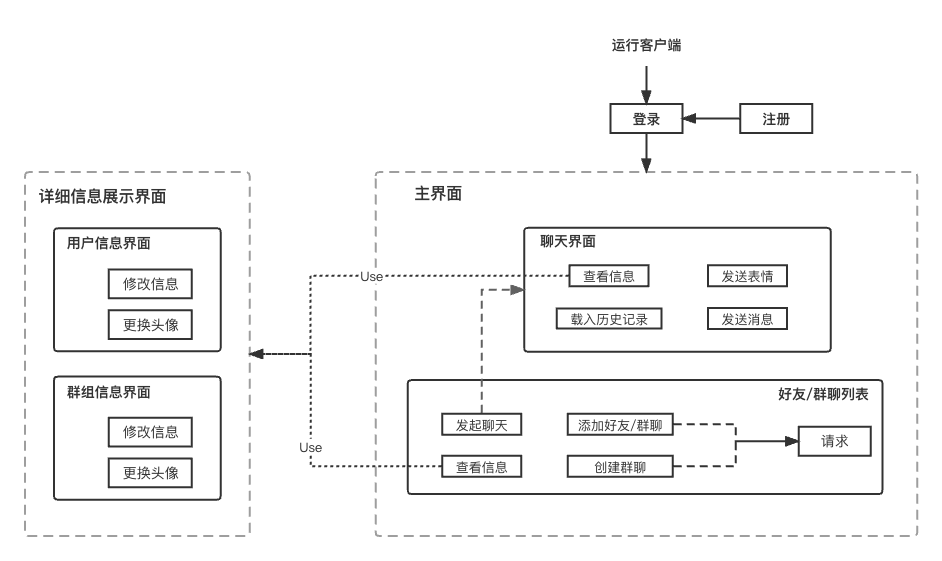 运行客户端
登录
注册
详细信息展示界面
用户信息界面
修改信息
更换头像
群组信息界面
修改信息
更换头像
Use
Use
主界面
聊天界面
查看信息
发送表情
载入历史记录
发送消息
好友/群聊列表
发起聊天
添加好友/群聊
请求
查看信息
创建群聊